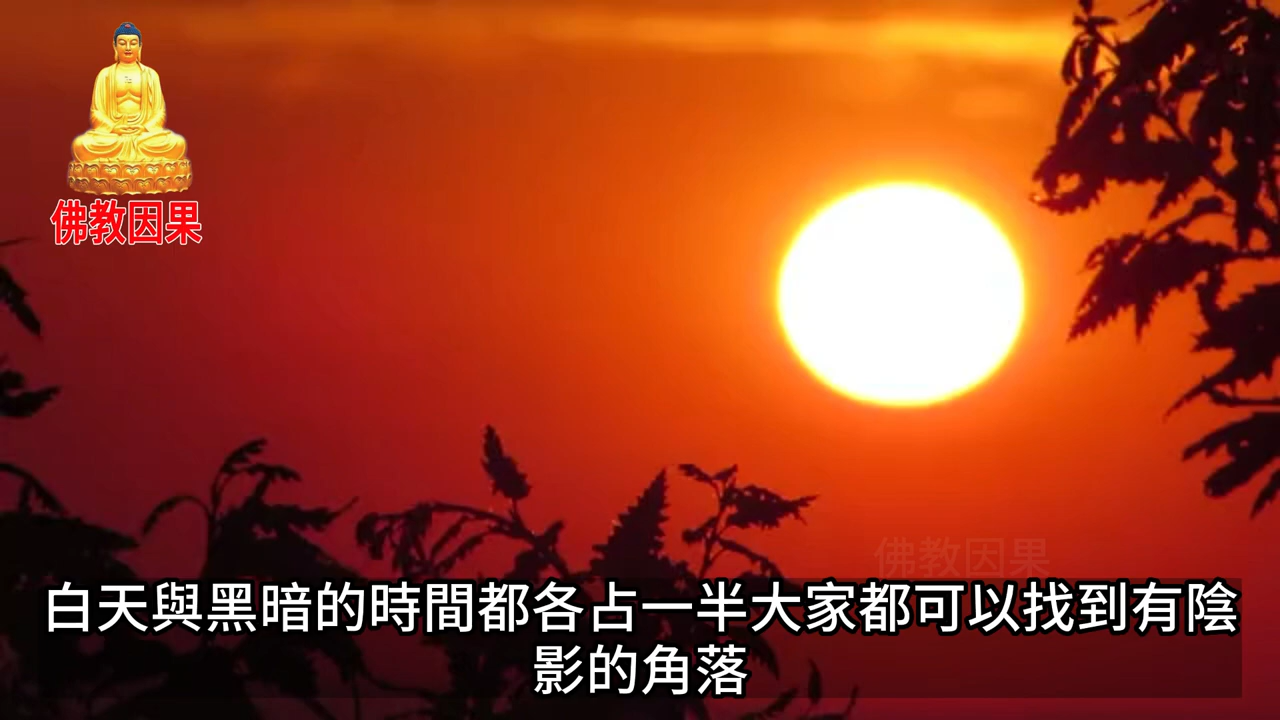 佛教因果
佛教因果
白天與黑暗的時間都各占一半大家都可以找到有陰
影的角落